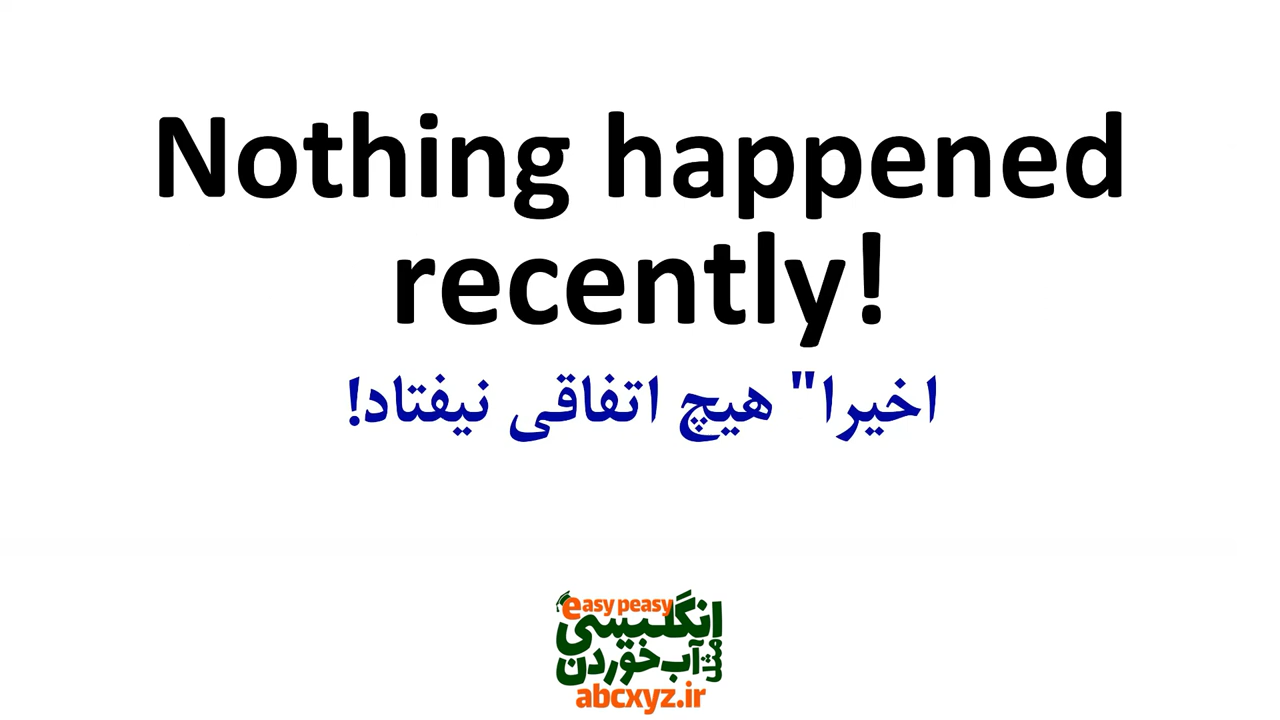 Nothing happened
recently!
اخیرا" هیچ اتفاقی نیفتاد!
easy peasy
انگلیسی
مثل آب خوردن
abcxyz.ir